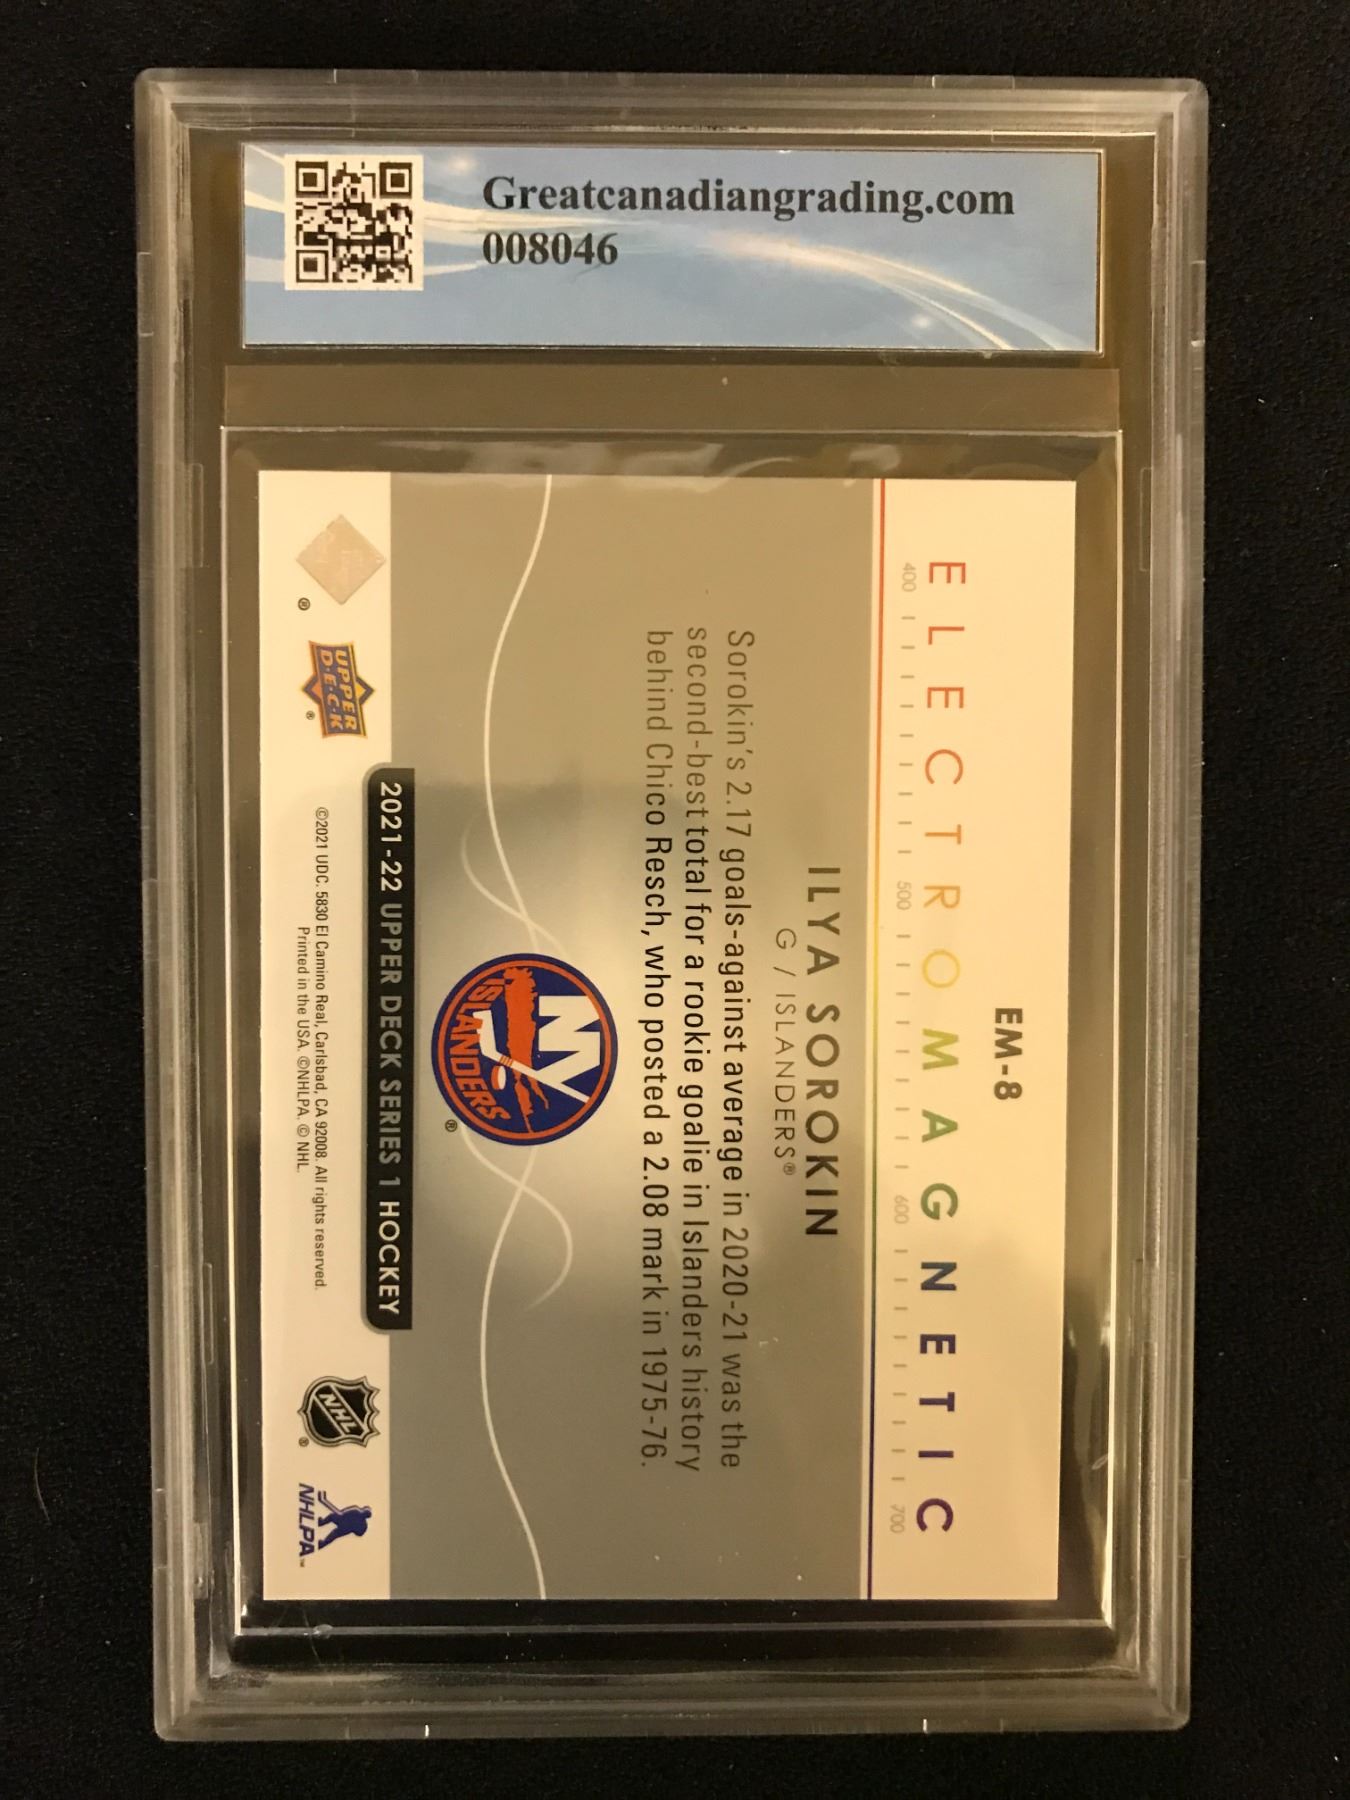 Greatcanadiangrading.com
008046
EM-8
ELECTROMAGNETIC
400 500 600 700
ILYA SOROKIN
G / ISLANDERS®
Sorokin's 2.17 goals-against average in 2020-21 was the
second-best total for a rookie goalie in Islanders history
behind Chico Resch, who posted a 2.08 mark in 1975-76.
NY
ISLANDERS
®
2021-22 UPPER DECK SERIES 1 HOCKEY
®
UPPER
D·E·C·K
®
©2021 UDC. 5830 El Camino Real, Carlsbad, CA 92008. All rights reserved.
Printed in the USA. ©NHLPA. © NHL.
NHL
®
NHLPA™